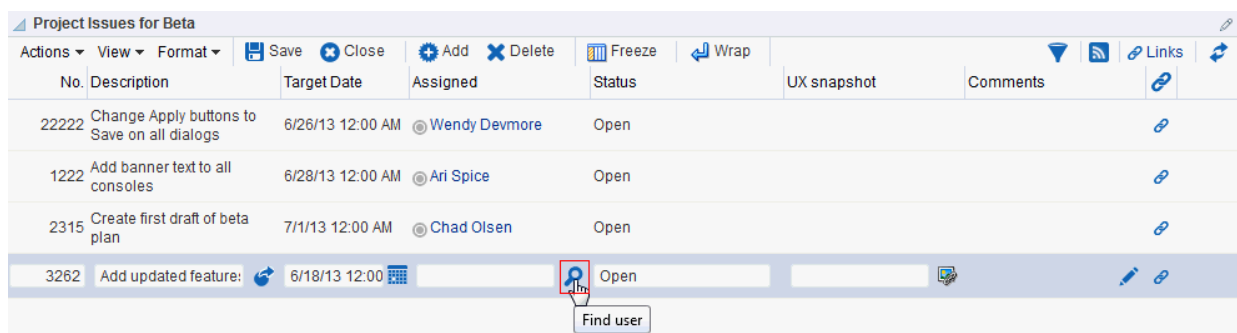 Project Issues for Beta
Actions View Format Save Close Add Delete Freeze Wrap Links
No. Description Target Date Assigned Status UX snapshot Comments
22222 Change Apply buttons to Save on all dialogs 6/26/13 12:00 AM Wendy Devmore Open
1222 Add banner text to all consoles 6/28/13 12:00 AM Ari Spice Open
2315 Create first draft of beta plan 7/1/13 12:00 AM Chad Olsen Open
3262 Add updated feature 6/18/13 12:00 Open
Find user